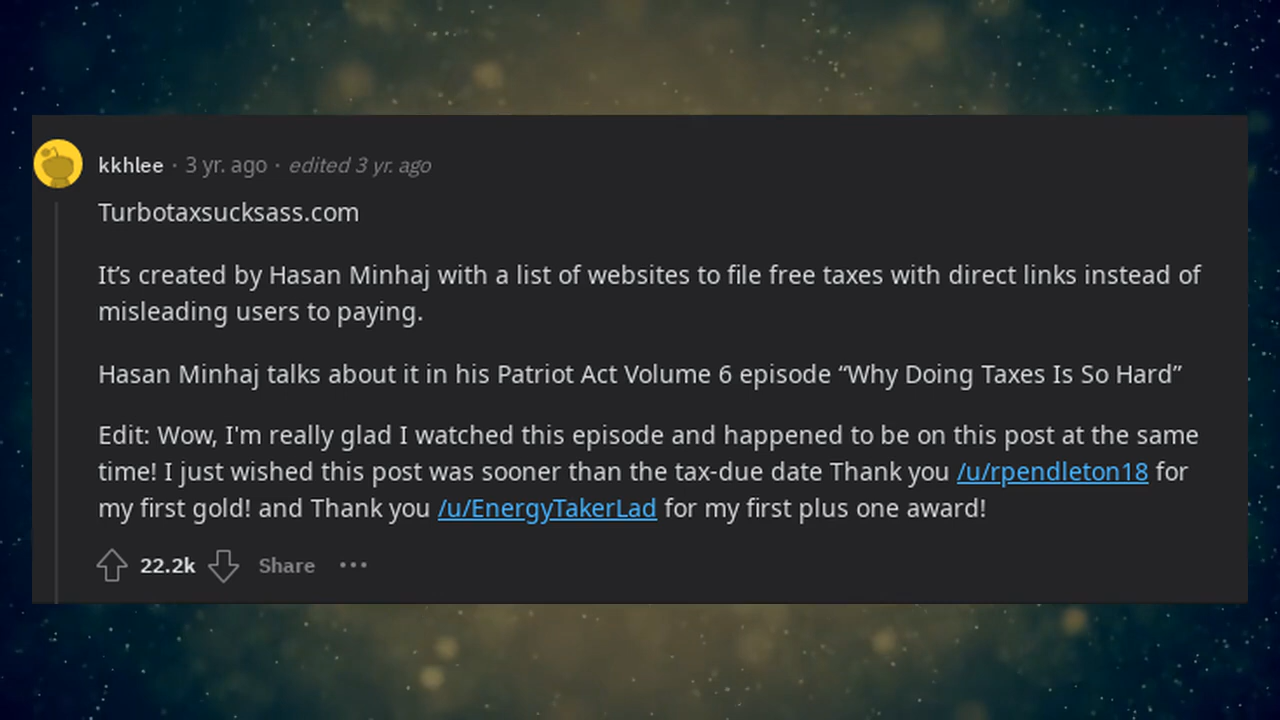 kkhlee · 3 yr. ago · edited 3 yr. ago
Turbotaxsucksass.com
It’s created by Hasan Minhaj with a list of websites to file free taxes with direct links instead of
misleading users to paying.
Hasan Minhaj talks about it in his Patriot Act Volume 6 episode “Why Doing Taxes Is So Hard”
Edit: Wow, I'm really glad I watched this episode and happened to be on this post at the same
time! I just wished this post was sooner than the tax-due date Thank you /u/rpendleton18 for
my first gold! and Thank you /u/EnergyTakerLad for my first plus one award!
22.2k Share •••